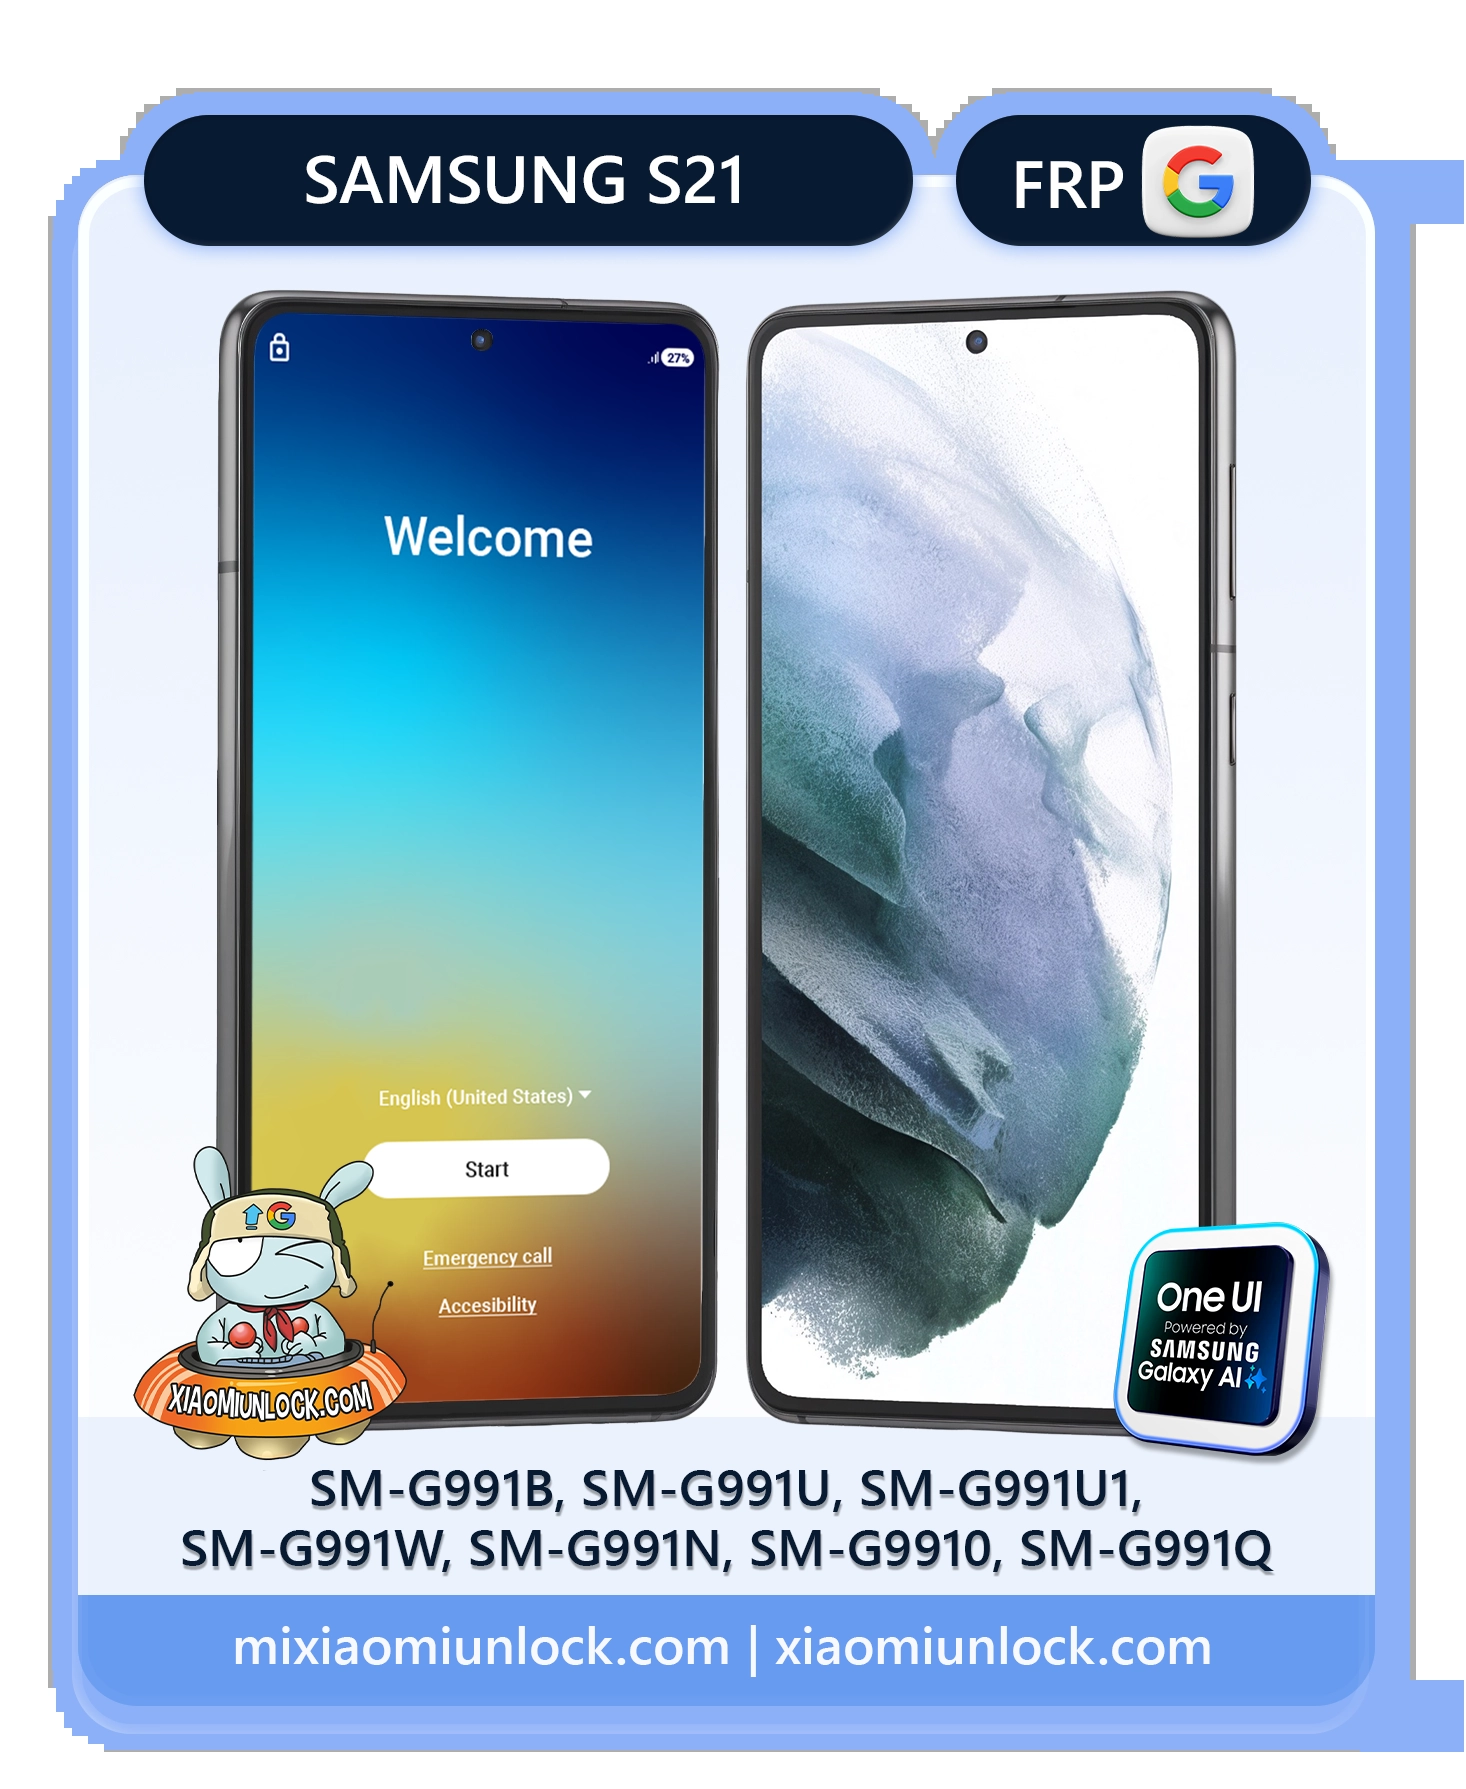 SAMSUNG S21
FRP G
27%
Welcome
English (United States)
Start
Emergency call
Accesibility
G
XIAOMIUNLOCK.COM
One UI
Powered by
SAMSUNG
Galaxy AI
SM-G991B, SM-G991U, SM-G991U1,
SM-G991W, SM-G991N, SM-G9910, SM-G991Q
mixiaomiunlock.com | xiaomiunlock.com